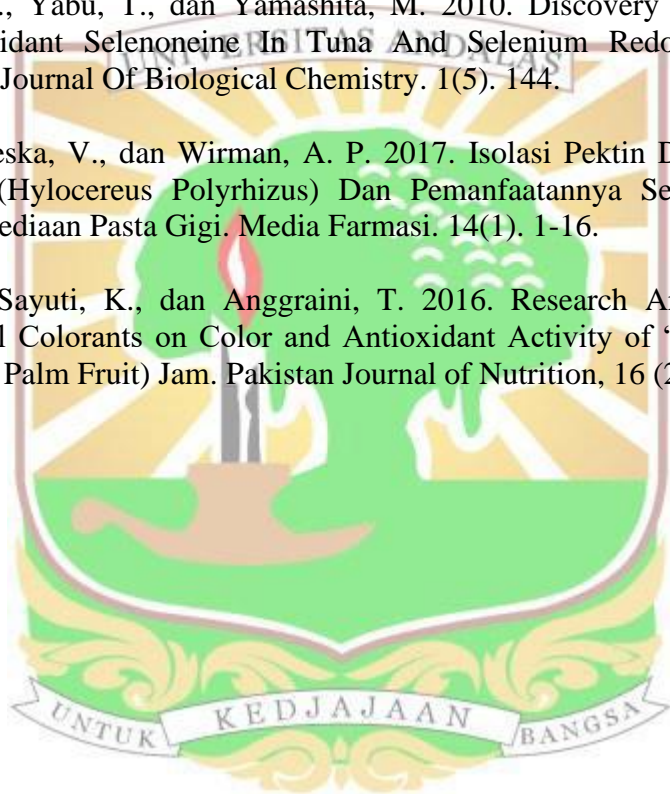 ., Yabu, T., dan Yamashita, M. 2010. Discovery
idant Selenoneine In Tuna And Selenium Redo
Journal Of Biological Chemistry. 1(5). 144.
UNIVERSITAS ANDALAS
eska, V., dan Wirman, A. P. 2017. Isolasi Pektin D
(Hylocereus Polyrhizus) Dan Pemanfaatannya Se
ediaan Pasta Gigi. Media Farmasi. 14(1). 1-16.
Sayuti, K., dan Anggraini, T. 2016. Research A
l Colorants on Color and Antioxidant Activity of “
Palm Fruit) Jam. Pakistan Journal of Nutrition, 16 (2
UNTUK KEDJAJAAN BANGSA